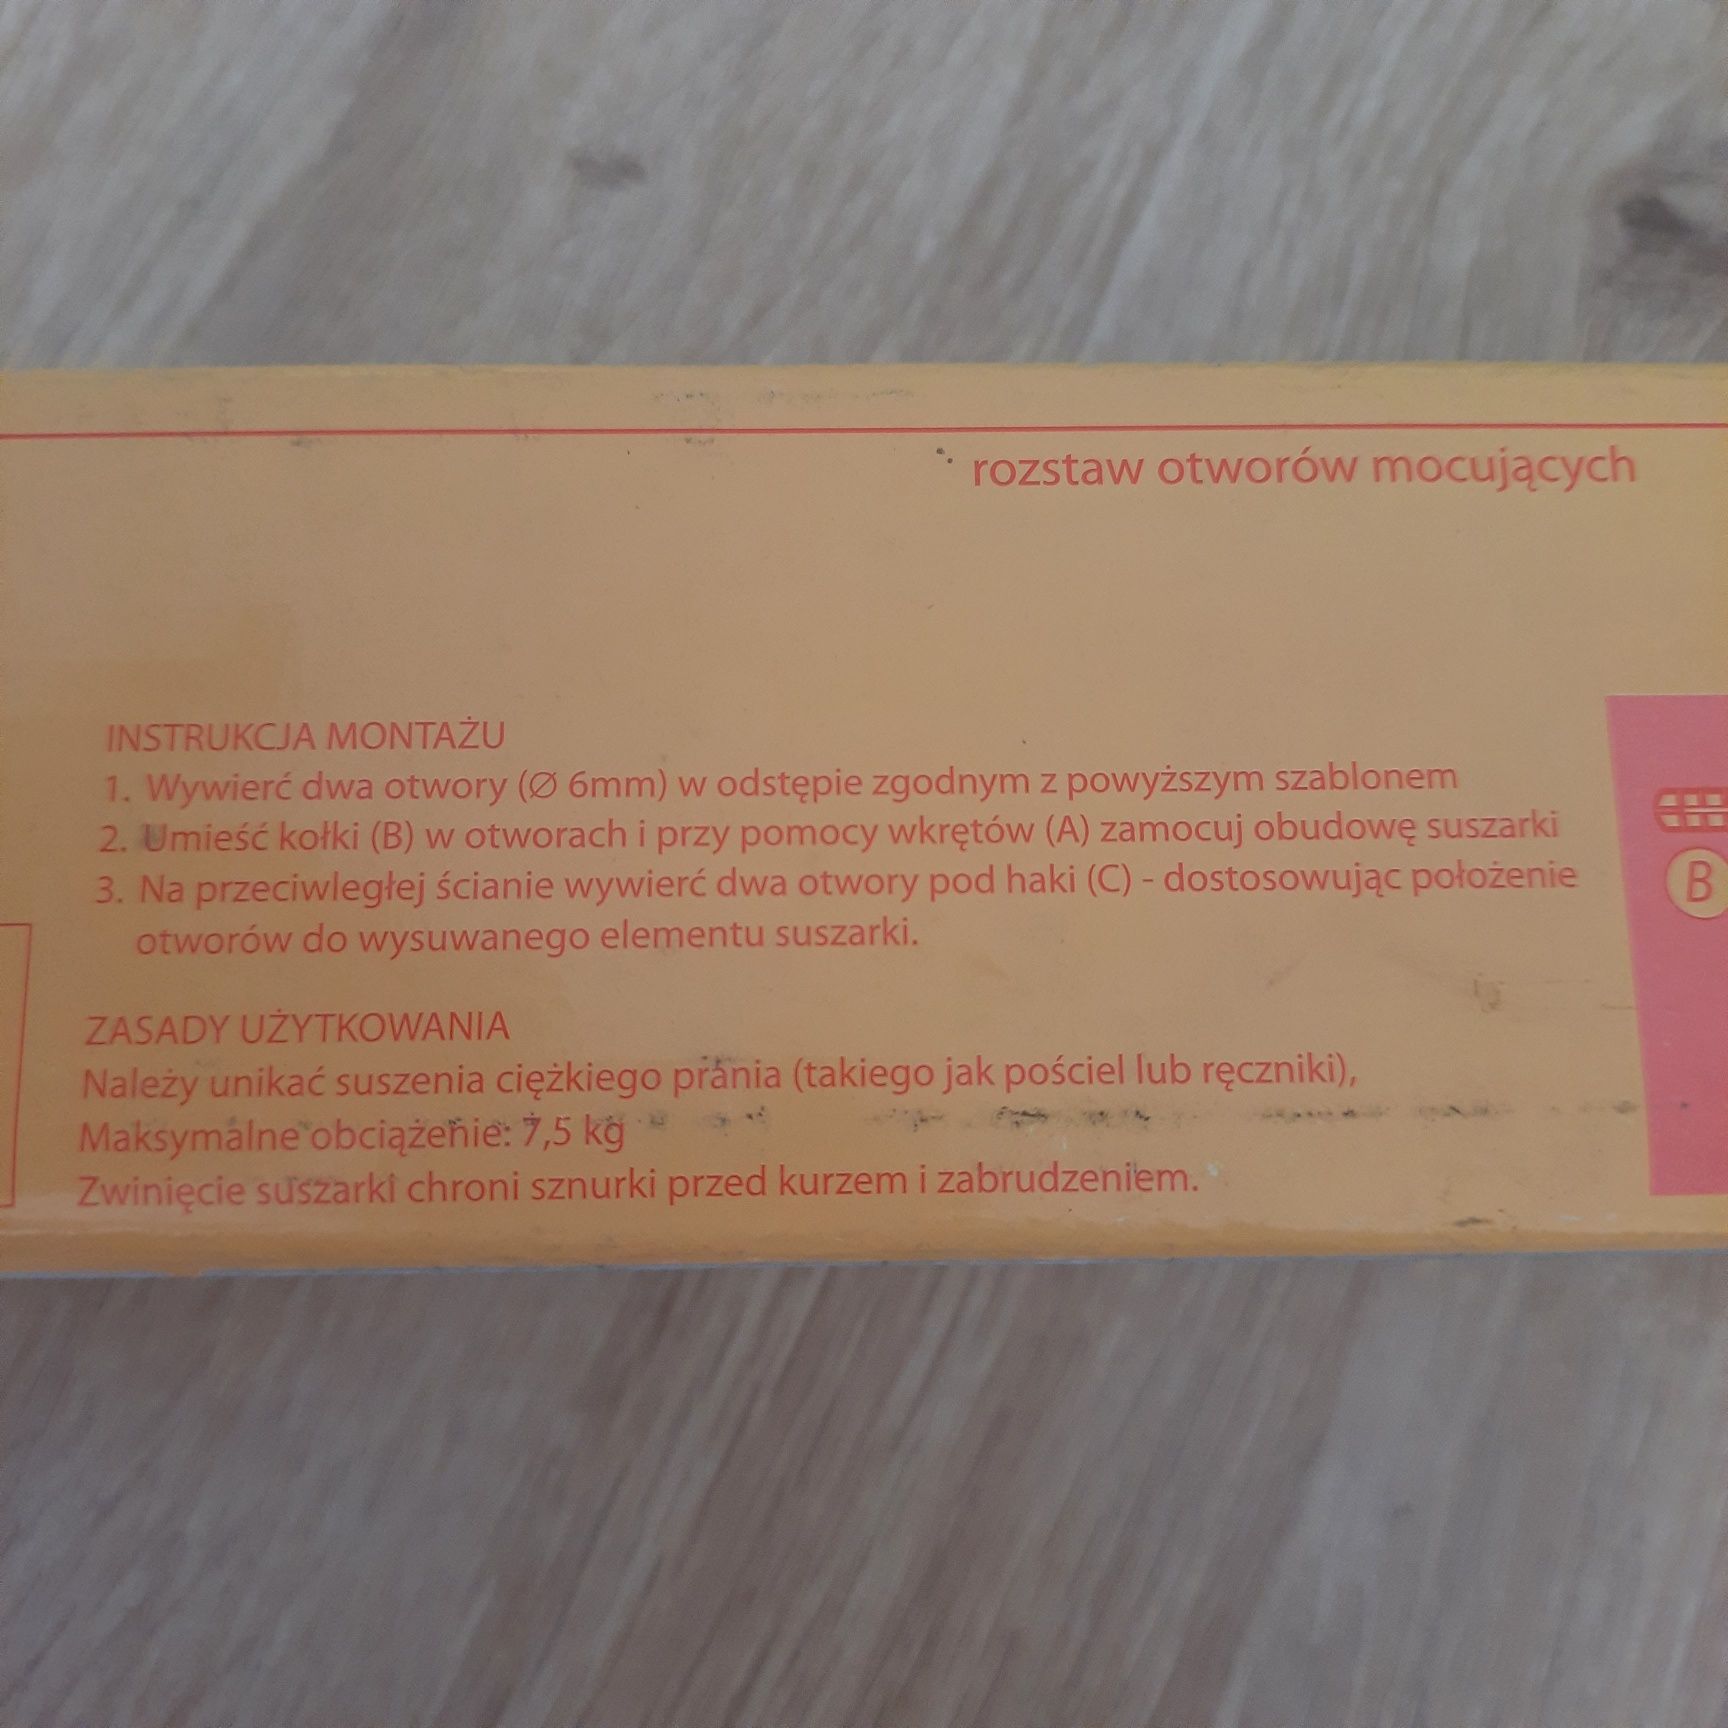 rozstaw otworów mocujących
INSTRUKCJA MONTAŻU
1. Wywierć dwa otwory (Ø 6mm) w odstępie zgodnym z powyższym szablonem
2. Umieść kołki (B) w otworach i przy pomocy wkrętów (A) zamocuj obudowę suszarki
3. Na przeciwległej ścianie wywierć dwa otwory pod haki (C) - dostosowując położenie
otworów do wysuwanego elementu suszarki.
B
ZASADY UŻYTKOWANIA
Należy unikać suszenia ciężkiego prania (takiego jak pościel lub ręczniki),
Maksymalne obciążenie: 7,5 kg
Zwinięcie suszarki chroni sznurki przed kurzem i zabrudzeniem.